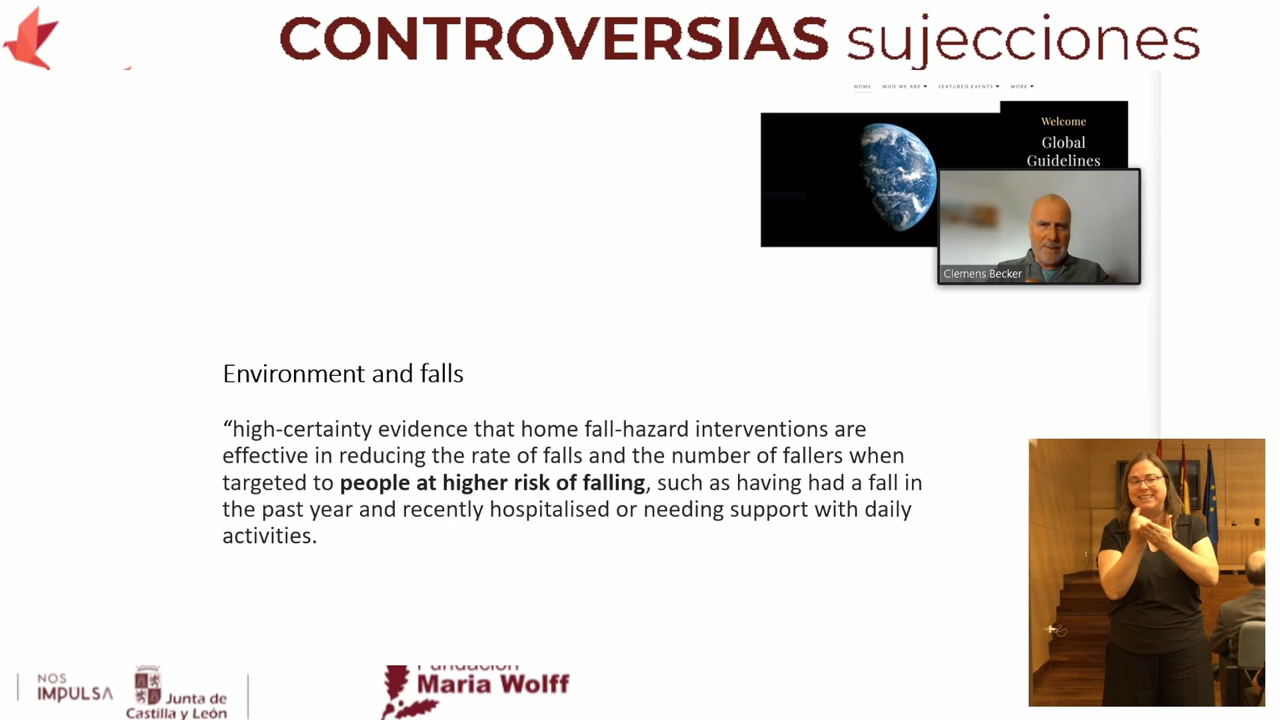 CONTROVERSIAS sujecciones
HOME WHO WE ARE FEATURED EVENTS MORE
Welcome
Global
Guidelines
Clemens Becker
Environment and falls
“high-certainty evidence that home fall-hazard interventions are
effective in reducing the rate of falls and the number of fallers when
targeted to people at higher risk of falling, such as having had a fall in
the past year and recently hospitalised or needing support with daily
activities.
NOS
IMPULSA
Junta de
Castilla y León
Fundación
Maria Wolff